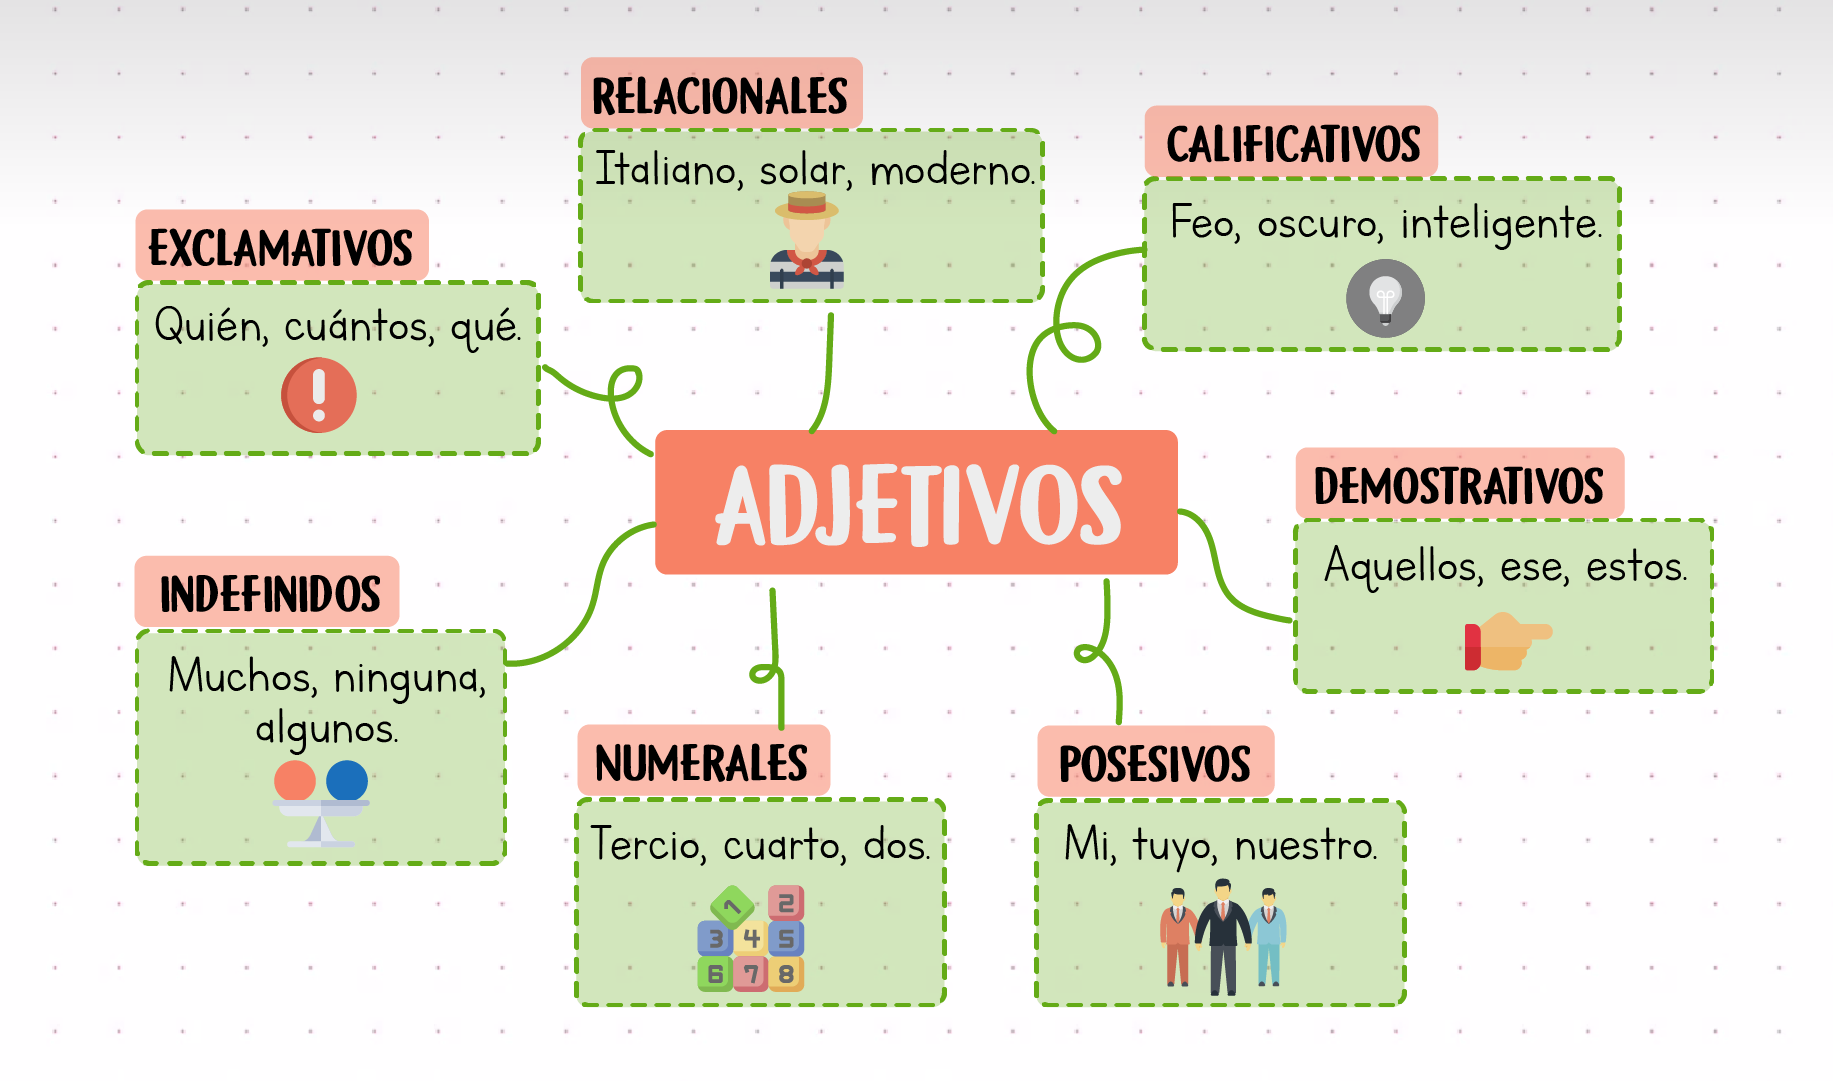 RELACIONALES
Italiano, solar, moderno.
CALIFICATIVOS
Feo, oscuro, inteligente.
EXCLAMATIVOS
Quién, cuántos, qué.
ADJETIVOS
DEMOSTRATIVOS
Aquellos, ese, estos.
INDEFINIDOS
Muchos, ninguna,
algunos.
NUMERALES
Tercio, cuarto, dos.
1 2
3 4 5
6 7 8
POSESIVOS
Mi, tuyo, nuestro.